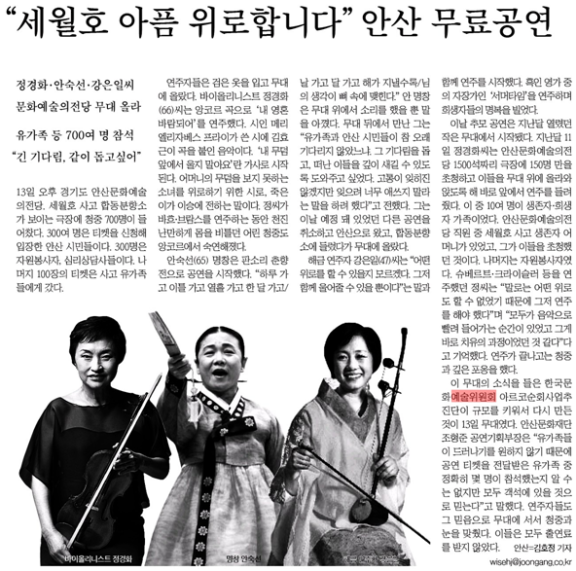 “세월호 아픔 위로합니다” 안산 무료공연
정경화·안숙선·강은일씨
문화예술의전당 무대 올라
유가족 등 700여 명 참석
“긴 기다림, 같이 돕고싶어”
13일 오후 경기도 안산문화예술
의전당. 세월호 사고 합동분향소
가 보이는 극장에 청중 700명이 들
어찼다. 300여 명은 티켓을 신청해
입장한 안산 시민들이다. 300명은
자원봉사자, 심리상담사들이다. 나
머지 100장의 티켓은 사고 유가족
들에게 갔다.
연주자들은 검은 옷을 입고 무대
에 올랐다. 바이올리니스트 정경화
(66)씨는 앙코르 곡으로 ‘내 영혼
바람되어’를 연주했다. 시인 메리
엘리자베스 프라이가 쓴 시에 김효
근이 곡을 붙인 음악이다. ‘내 무덤
앞에서 울지 말아요’란 가사로 시작
된다. 어머니의 무덤을 보지 못하는
소녀를 위로하기 위한 시로, 죽은
이가 이승에 전하는 말이다. 정씨가
바흐·브람스를 연주하는 동안 천진
난만하게 몸을 비틀던 어린 청중도
앙코르에서 숙연해졌다.
안숙선(65) 명창은 판소리 춘향
전으로 공연을 시작했다. “하루 가
고 이틀 가고 열흘 가고 한 달 가고/
날 가고 달 가고 해가 지낼수록/님
의 생각이 뼈 속에 맺힌다.” 안 명창
은 무대 위에서 소리를 했을 뿐 말
을 아꼈다. 무대 뒤에서 만난 그는
“유가족과 안산 시민들이 참 오래
기다리지 않았느냐. 그 기다림을 돕
고, 떠난 이들을 깊이 새길 수 있도
록 도와주고 싶었다. 고통이 잊히진
않겠지만 잊으려 너무 애쓰지 말라
는 말을 하려 했다”고 전했다. 그는
이날 예정 돼 있었던 다른 공연을
취소하고 안산으로 왔고, 합동분향
소에 들렀다가 무대에 올랐다.
해금 연주자 강은일(47)씨는 “어떤
위로를 할 수 있을지 모르겠다. 그저
함께 울어줄 수 있을 뿐이다”는 말과
함께 연주를 시작했다. 흑인 영가 중
의 자장가인 ‘서머타임’을 연주하며
희생자들의 명복을 빌었다.
이날 추모 공연은 지난달 열렸던
작은 무대에서 시작됐다. 지난달 11
일 정경화씨는 안산문화예술의전당
1500석짜리 극장에 150명 만을
초청하고 이들을 무대 위에 올라와
앉도록 해 바로 앞에서 연주를 들려
줬다. 이 중 10여 명이 생존자·희생
자 가족이었다. 안산문화예술의전당
직원 중 세월호 사고 생존자 어
머니가 있었고, 그가 이들을 초청했
던 것이다. 나머지는 자원봉사자였
다. 슈베르트·크라이슬러 등을 연
주했던 정씨는 “말로는 어떤 위로
도 할 수 없었기 때문에 그저 연주
를 해야 했다”며 “모두가 음악으로
빨려 들어가는 순간이 있었고 그게
바로 치유의 과정이었던 것 같다”다
고 기억했다. 연주가 끝나고는 청중
과 깊은 포옹을 했다.
이 무대의 소식을 들은 한국문
화예술위원회 아르코순회사업추
진단이 규모를 키워서 다시 만든
것이 13일 무대였다. 안산문화재단
조형준 공연기획부장은 “유가족들
이 드러나기를 원하지 않기 때문에
공연 티켓을 전달받은 유가족 중
정확히 몇 명이 참석했는지 알 수
는 없지만 모두 객석에 있을 것으
로 믿는다”고 말했다. 연주자들도
그 믿음으로 무대에 서서 청중과
눈을 맞췄다. 이들은 모두 출연료
를 받지 않았다. 안산=김호정 기자
wisehj@joongang.co.kr
바이올리니스트 정경화
명창 안숙선